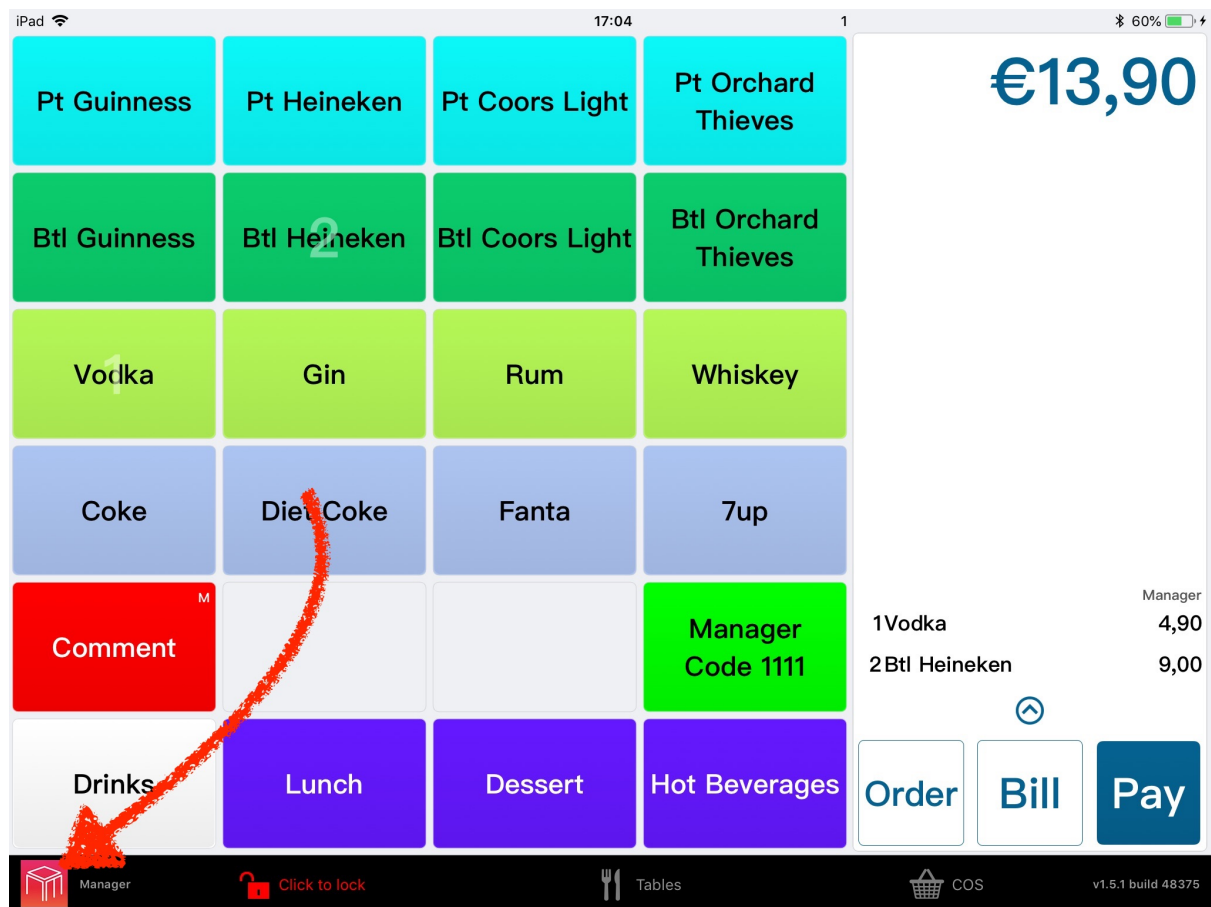 iPad 17:04 1 60%
€13,90
Pt Guinness
Pt Heineken
Pt Coors Light
Pt Orchard
Thieves
Btl Guinness
Btl Heineken
2
Btl Coors Light
Btl Orchard
Thieves
Vodka
1
Gin
Rum
Whiskey
Coke
Diet Coke
Fanta
7up
M
Comment
Manager
Code 1111
Drinks
Lunch
Dessert
Hot Beverages
Manager
1 Vodka 4,90
2 Btl Heineken 9,00
Order
Bill
Pay
Manager
Click to lock
Tables
COS
v1.5.1 build 48375